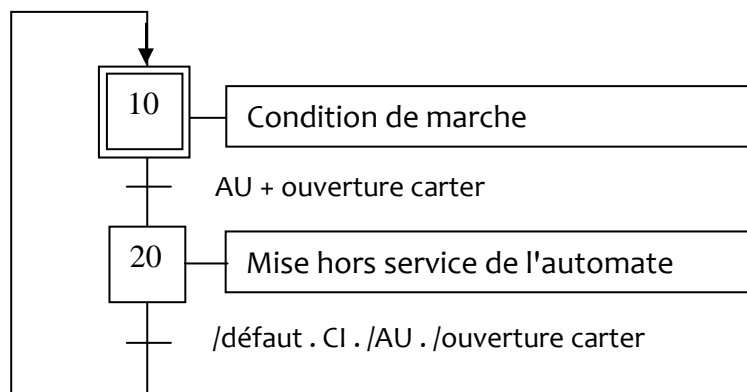 10
Condition de marche
AU + ouverture carter
20
Mise hors service de l'automate
/défaut . CI . /AU . /ouverture carter